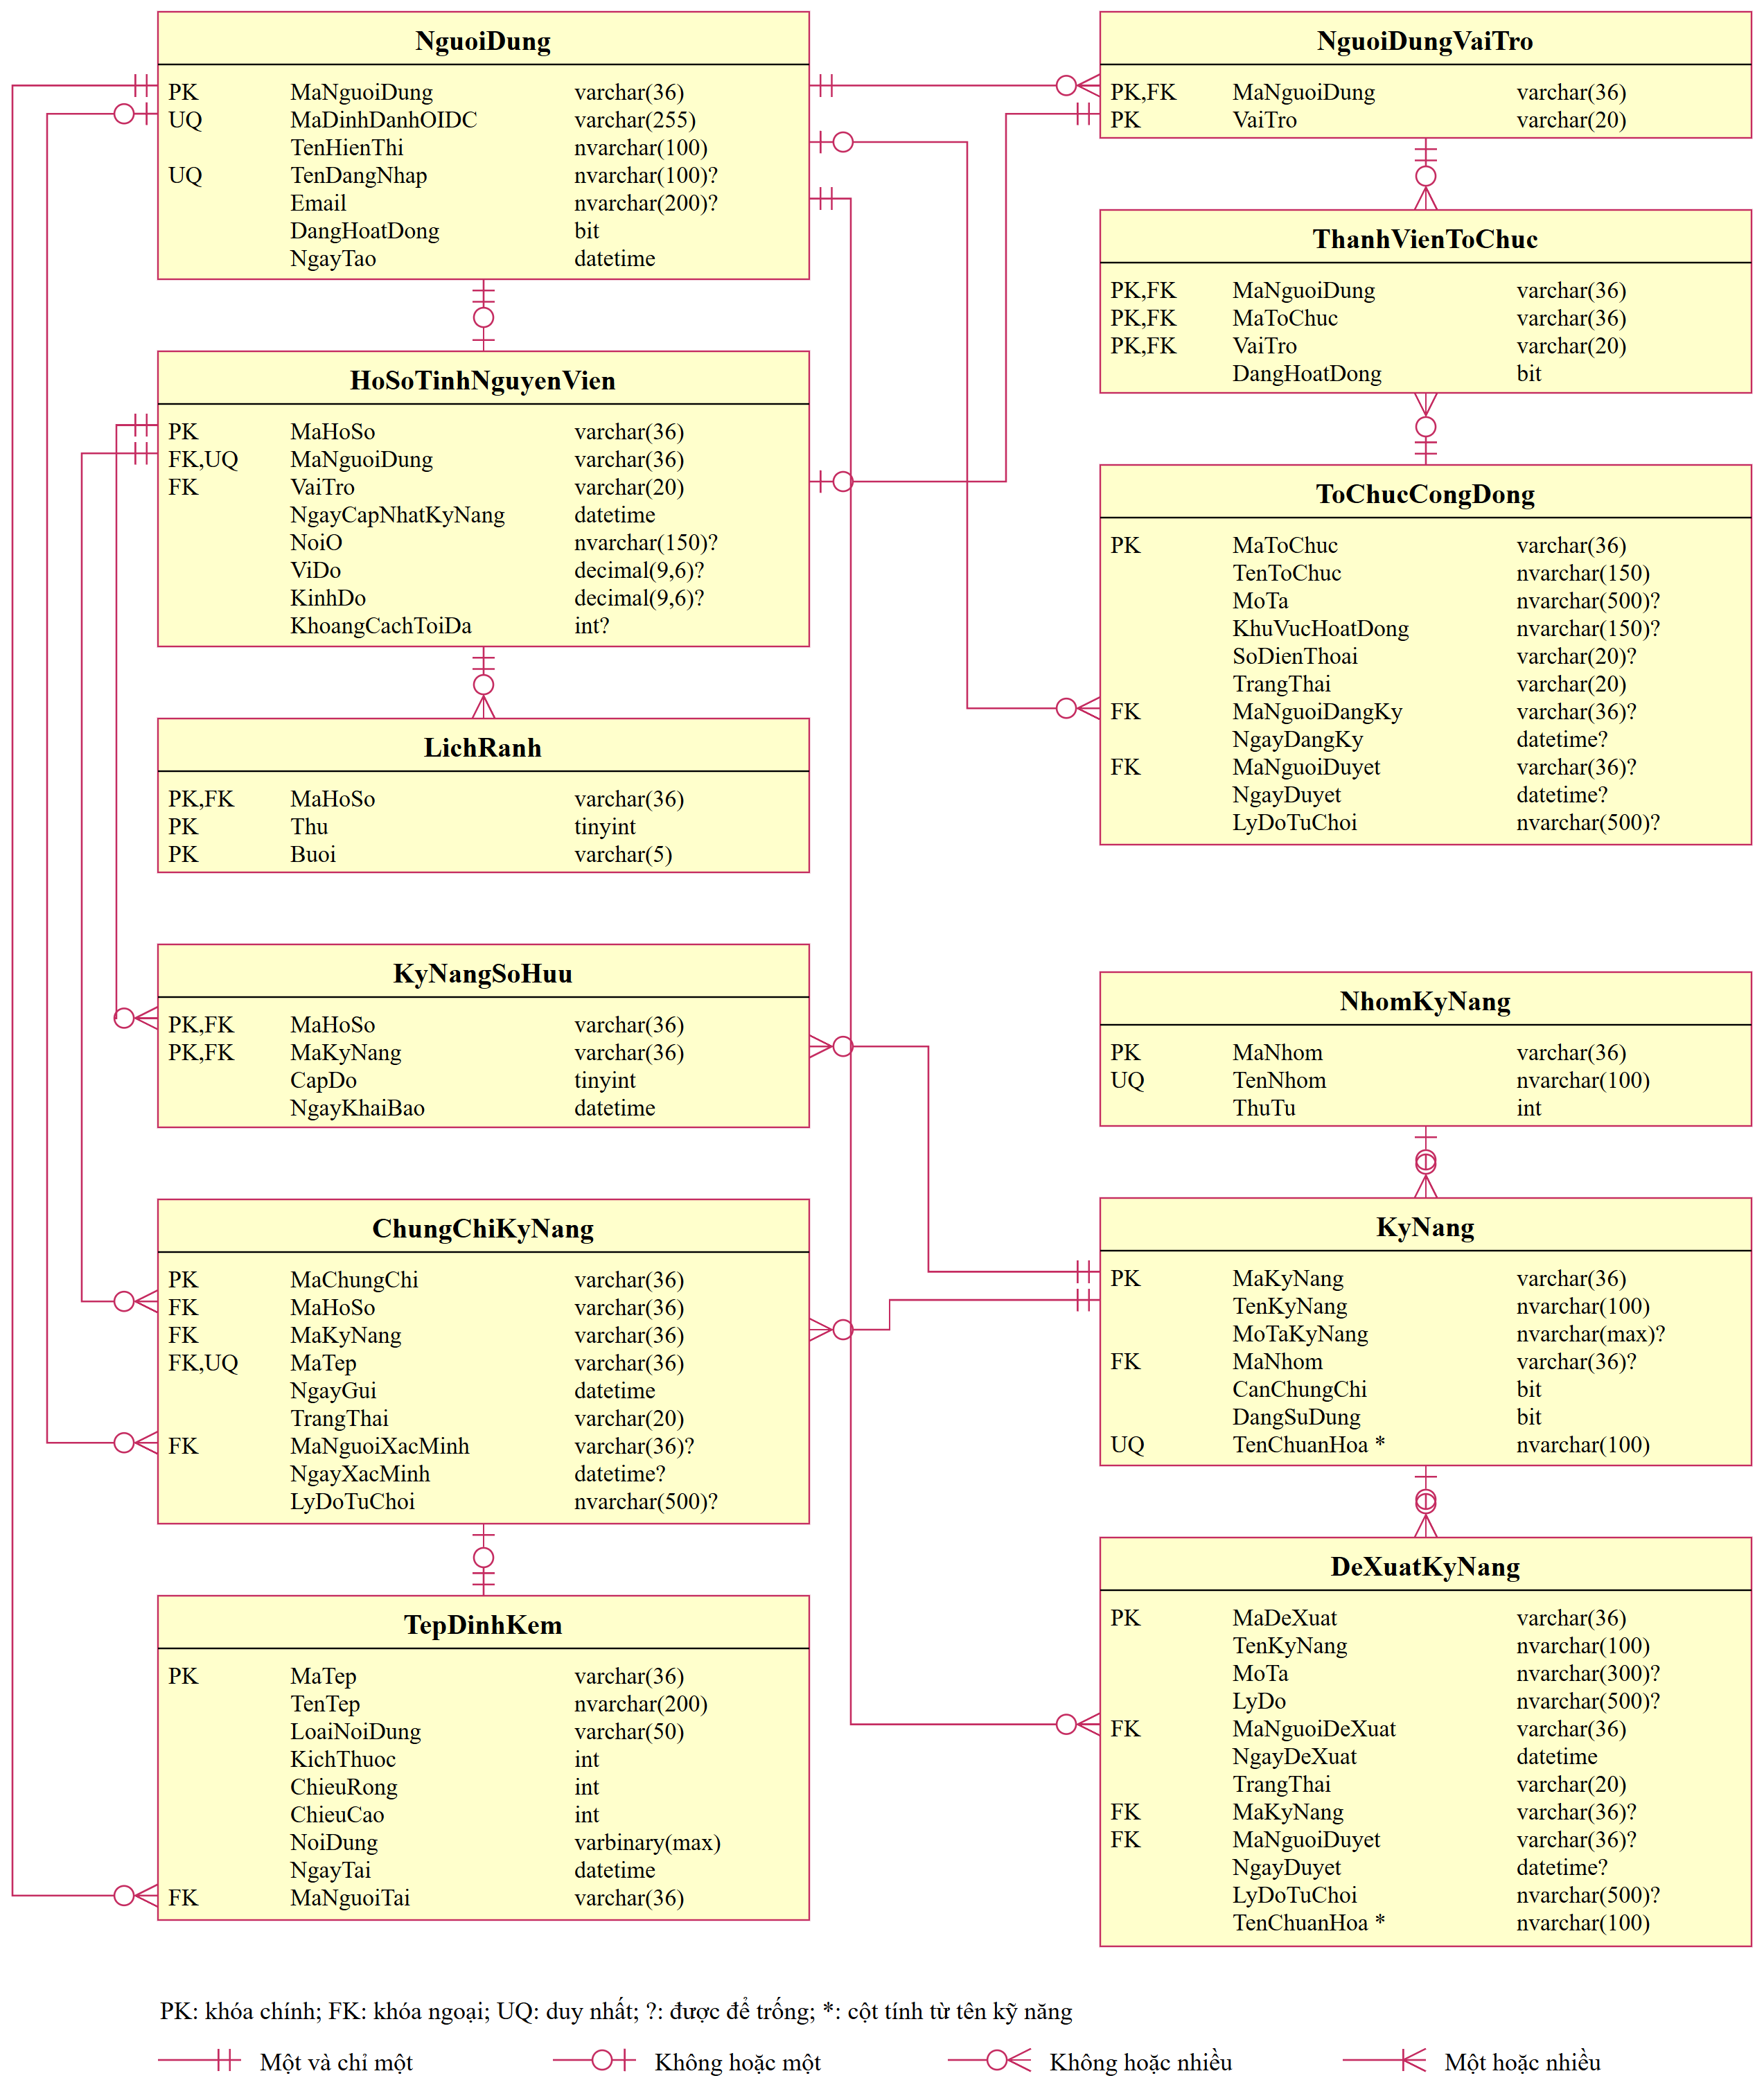 NguoiDung
PK MaNguoiDung varchar(36)
UQ MaDinhDanhOIDC varchar(255)
TenHienThi nvarchar(100)
UQ TenDangNhap nvarchar(100)?
Email nvarchar(200)?
DangHoatDong bit
NgayTao datetime
NguoiDungVaiTro
PK,FK MaNguoiDung varchar(36)
PK VaiTro varchar(20)
ThanhVienToChuc
PK,FK MaNguoiDung varchar(36)
PK,FK MaToChuc varchar(36)
PK,FK VaiTro varchar(20)
DangHoatDong bit
HoSoTinhNguyenVien
PK MaHoSo varchar(36)
FK,UQ MaNguoiDung varchar(36)
FK VaiTro varchar(20)
NgayCapNhatKyNang datetime
NoiO nvarchar(150)?
ViDo decimal(9,6)?
KinhDo decimal(9,6)?
KhoangCachToiDa int?
ToChucCongDong
PK MaToChuc varchar(36)
TenToChuc nvarchar(150)
MoTa nvarchar(500)?
KhuVucHoatDong nvarchar(150)?
SoDienThoai varchar(20)?
TrangThai varchar(20)
FK MaNguoiDangKy varchar(36)?
NgayDangKy datetime?
FK MaNguoiDuyet varchar(36)?
NgayDuyet datetime?
LyDoTuChoi nvarchar(500)?
LichRanh
PK,FK MaHoSo varchar(36)
PK Thu tinyint
PK Buoi varchar(5)
KyNangSoHuu
PK,FK MaHoSo varchar(36)
PK,FK MaKyNang varchar(36)
CapDo tinyint
NgayKhaiBao datetime
NhomKyNang
PK MaNhom varchar(36)
UQ TenNhom nvarchar(100)
ThuTu int
ChungChiKyNang
PK MaChungChi varchar(36)
FK MaHoSo varchar(36)
FK MaKyNang varchar(36)
FK,UQ MaTep varchar(36)
NgayGui datetime
TrangThai varchar(20)
FK MaNguoiXacMinh varchar(36)?
NgayXacMinh datetime?
LyDoTuChoi nvarchar(500)?
KyNang
PK MaKyNang varchar(36)
TenKyNang nvarchar(100)
MoTaKyNang nvarchar(max)?
FK MaNhom varchar(36)?
CanChungChi bit
DangSuDung bit
UQ TenChuanHoa * nvarchar(100)
TepDinhKem
PK MaTep varchar(36)
TenTep nvarchar(200)
LoaiNoiDung varchar(50)
KichThuoc int
ChieuRong int
ChieuCao int
NoiDung varbinary(max)
NgayTai datetime
FK MaNguoiTai varchar(36)
DeXuatKyNang
PK MaDeXuat varchar(36)
TenKyNang nvarchar(100)
MoTa nvarchar(300)?
LyDo nvarchar(500)?
FK MaNguoiDeXuat varchar(36)
NgayDeXuat datetime
TrangThai varchar(20)
FK MaKyNang varchar(36)?
FK MaNguoiDuyet varchar(36)?
NgayDuyet datetime?
LyDoTuChoi nvarchar(500)?
TenChuanHoa * nvarchar(100)
PK: khóa chính; FK: khóa ngoại; UQ: duy nhất; ?: được để trống; *: cột tính từ tên kỹ năng
Một và chỉ một Không hoặc một Không hoặc nhiều Một hoặc nhiều